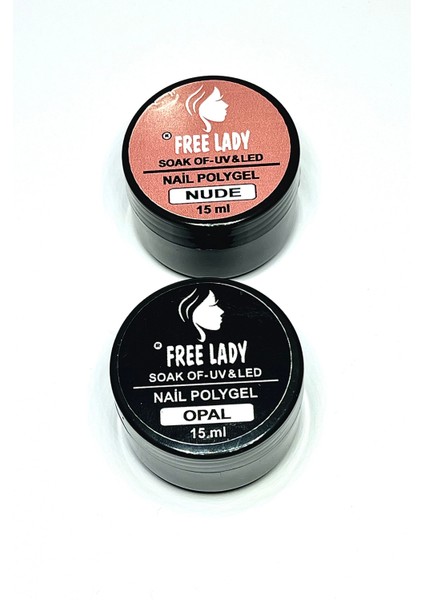 ® FREE LADY
SOAK OF-UV&LED
NAİL POLYGEL
NUDE
15 ml
® FREE LADY
SOAK OF-UV&LED
NAİL POLYGEL
OPAL
15 ml